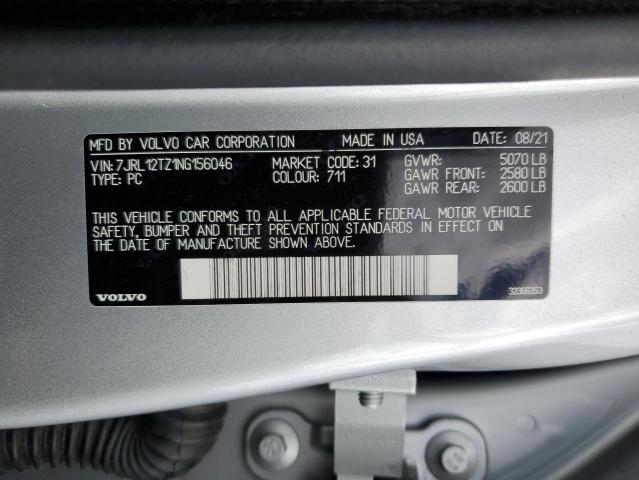 MFD BY VOLVO CAR CORPORATION MADE IN USA DATE: 08/21
VIN: 7JRL12TZ1NG156046 MARKET CODE: 31 GVWR: 5070 LB
TYPE: PC COLOUR: 711 GAWR FRONT: 2580 LB
GAWR REAR: 2600 LB
THIS VEHICLE CONFORMS TO ALL APPLICABLE FEDERAL MOTOR VEHICLE
SAFETY, BUMPER AND THEFT PREVENTION STANDARDS IN EFFECT ON
THE DATE OF MANUFACTURE SHOWN ABOVE.
VOLVO 32366353